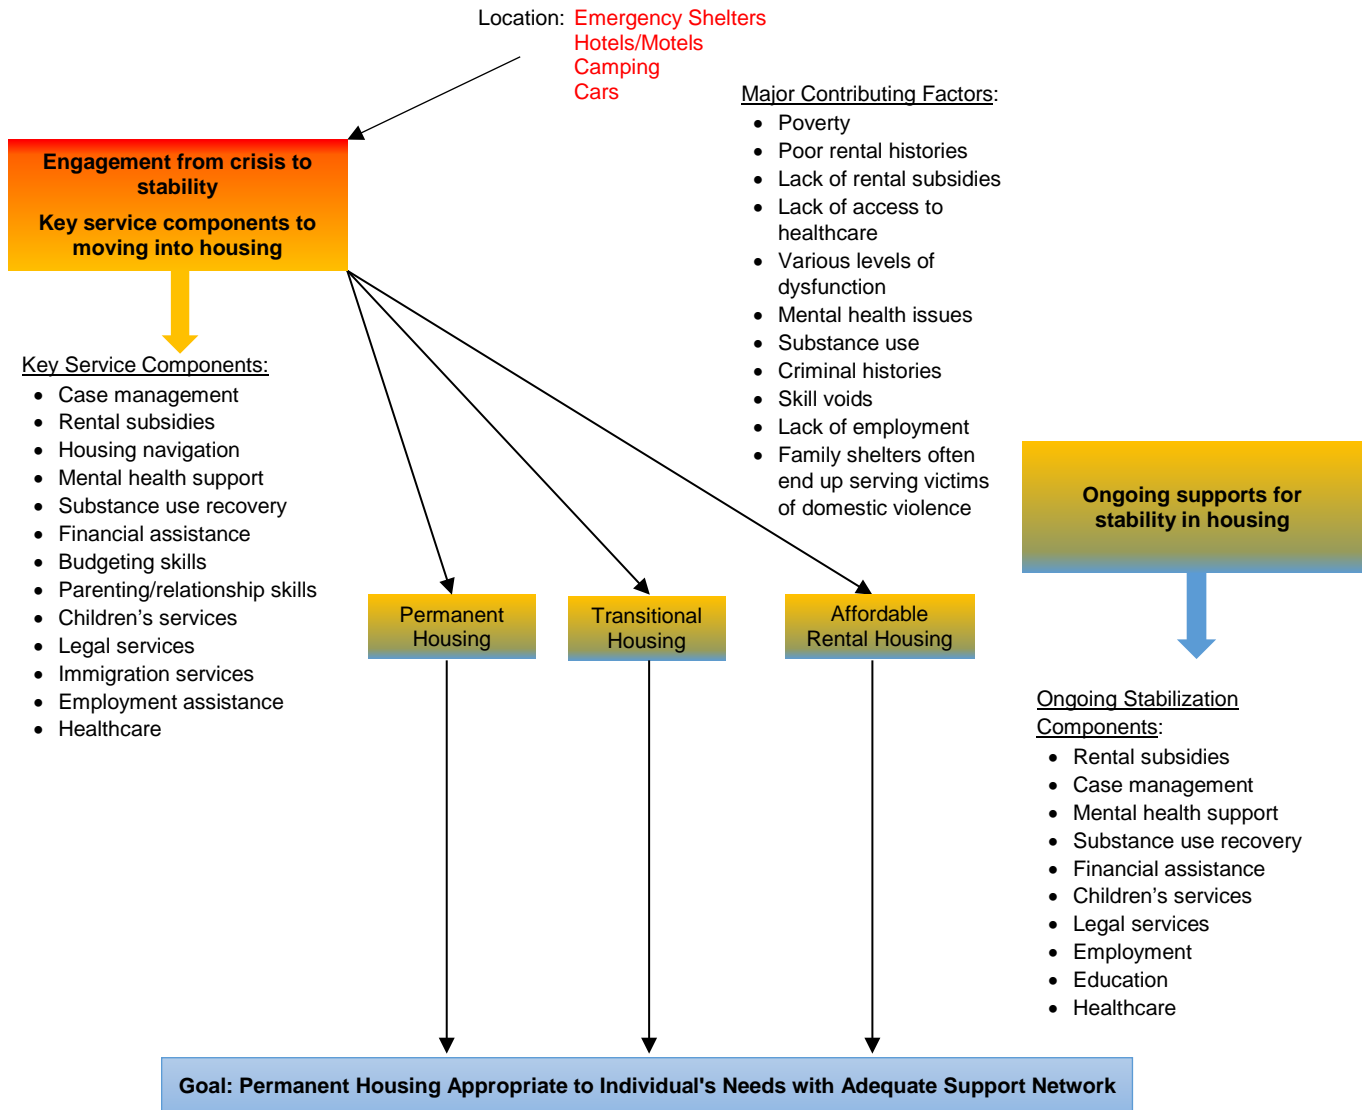 Location: Emergency Shelters
Hotels/Motels
Camping
Cars
Major Contributing Factors:
• Poverty
• Poor rental histories
• Lack of rental subsidies
• Lack of access to
healthcare
• Various levels of
dysfunction
• Mental health issues
• Substance use
• Criminal histories
• Skill voids
• Lack of employment
• Family shelters often
end up serving victims
of domestic violence
Engagement from crisis to
stability
Key service components to
moving into housing
Key Service Components:
• Case management
• Rental subsidies
• Housing navigation
• Mental health support
• Substance use recovery
• Financial assistance
• Budgeting skills
• Parenting/relationship skills
• Children’s services
• Legal services
• Immigration services
• Employment assistance
• Healthcare
Permanent
Housing
Transitional
Housing
Affordable
Rental Housing
Ongoing supports for
stability in housing
Ongoing Stabilization
Components:
• Rental subsidies
• Case management
• Mental health support
• Substance use recovery
• Financial assistance
• Children’s services
• Legal services
• Employment
• Education
• Healthcare
Goal: Permanent Housing Appropriate to Individual's Needs with Adequate Support Network